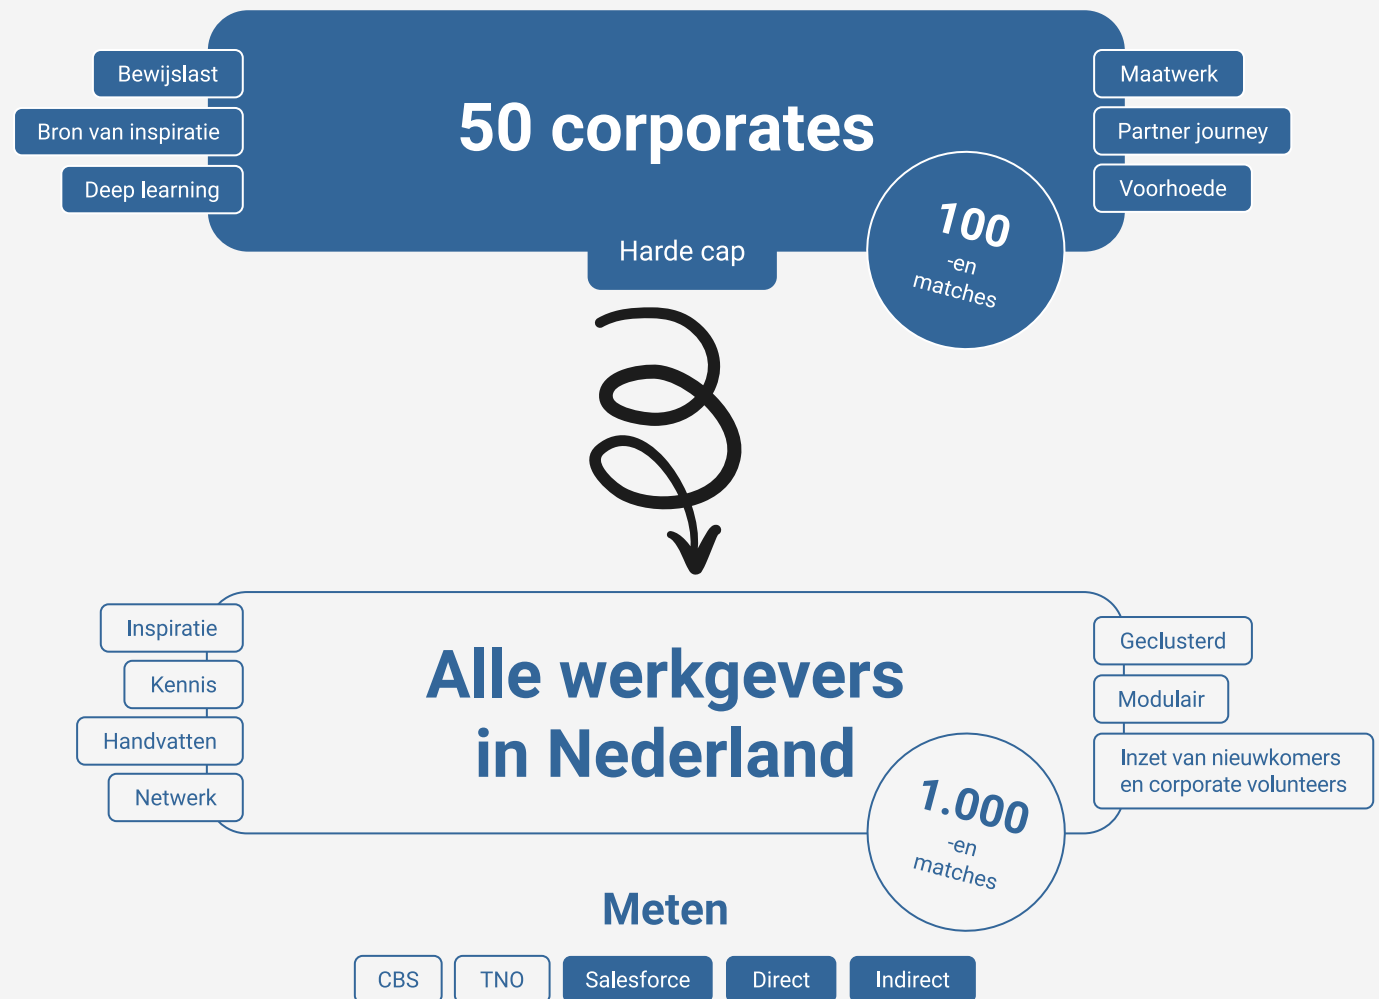 Bewijslast
Bron van inspiratie
Deep learning
50 corporates
Maatwerk
Partner journey
Voorhoede
Harde cap
100
-en
matches
Inspiratie
Kennis
Handvatten
Netwerk
Alle werkgevers
in Nederland
Geclusterd
Modulair
Inzet van nieuwkomers
en corporate volunteers
1.000
-en
matches
Meten
CBS
TNO
Salesforce
Direct
Indirect